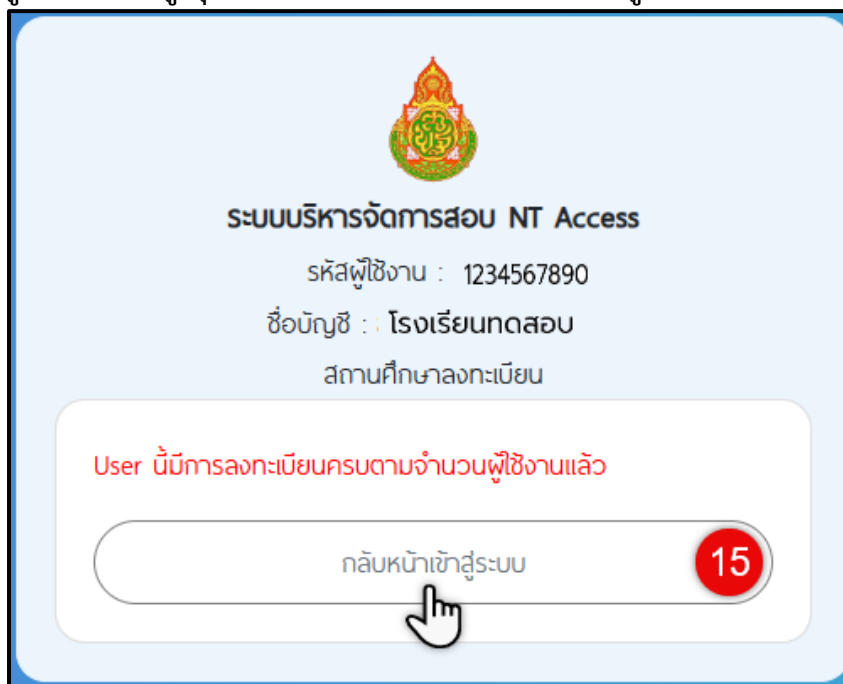 ระบบบริหารจัดการสอบ NT Access
รหัสผู้ใช้งาน : 1234567890
ชื่อบัญชี : โรงเรียนทดสอบ
สถานศึกษาลงทะเบียน
User นี้มีการลงทะเบียนครบตามจำนวนผู้ใช้งานแล้ว
กลับหน้าเข้าสู่ระบบ 15